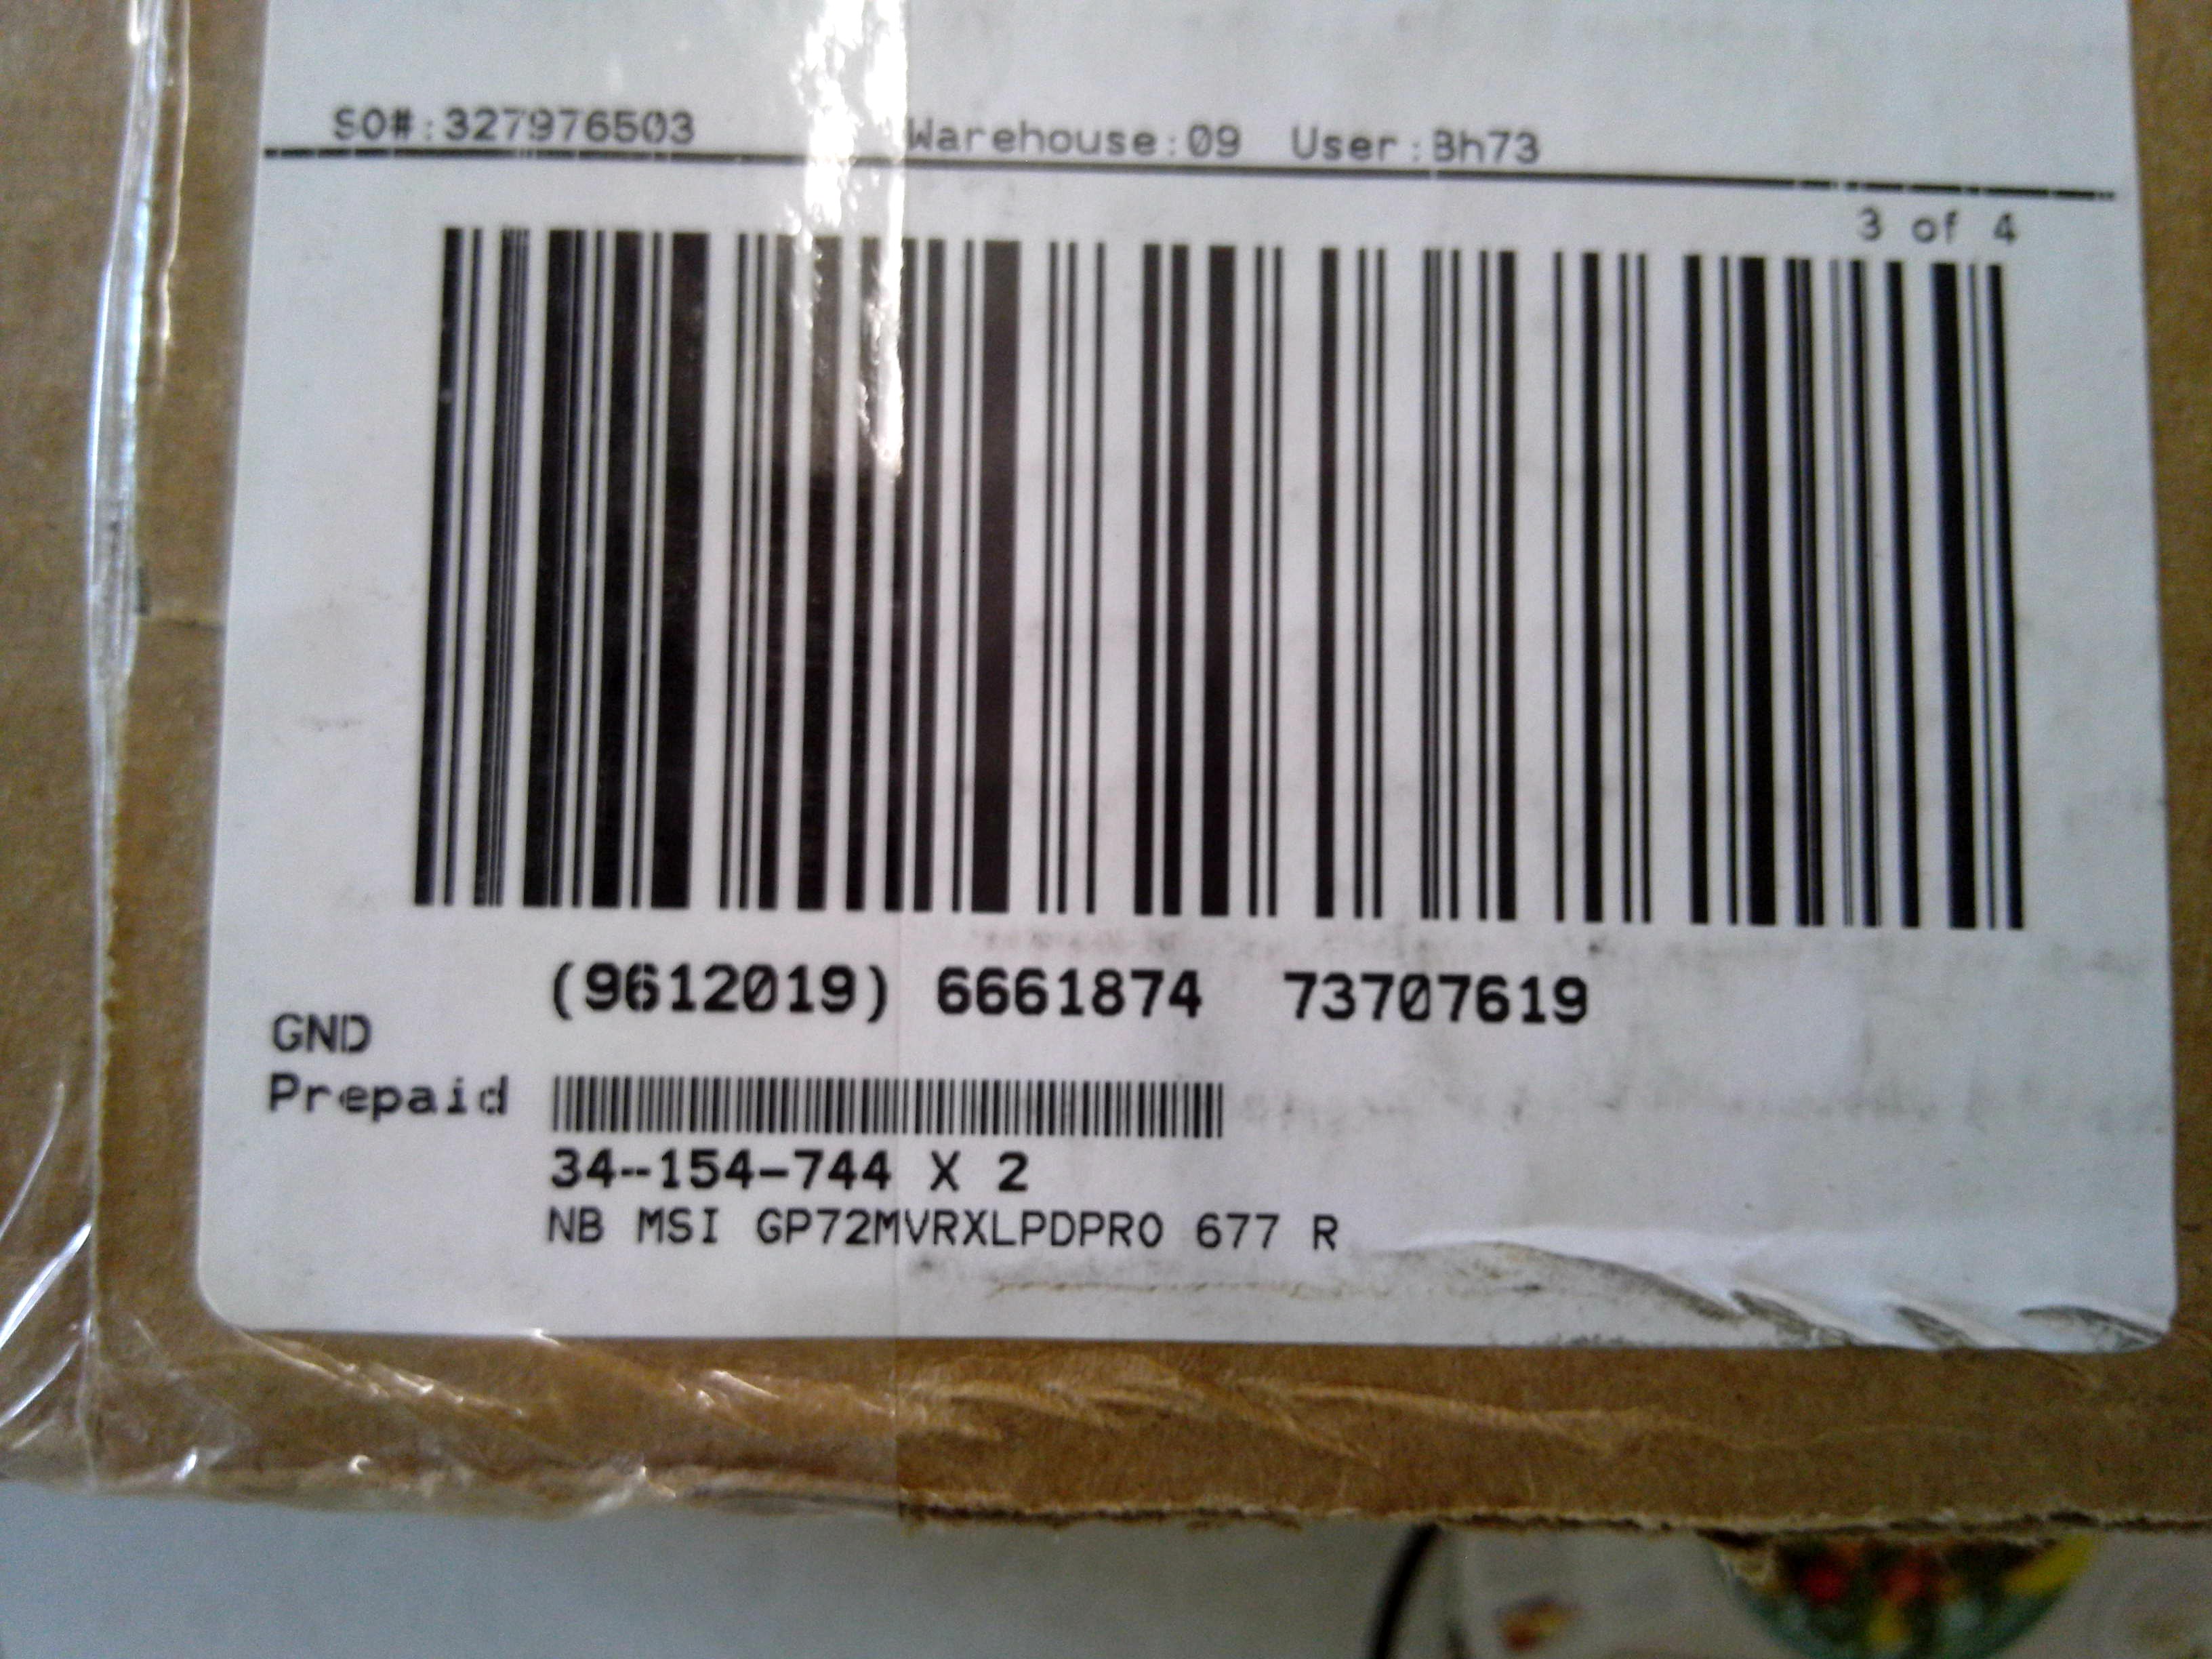 SO#:327976503 Warehouse:09 User:Bh73
3 of 4
(9612019) 6661874 73707619
GND
Prepaid
34--154-744 X 2
NB MSI GP72MVRXLPDPRO 677 R